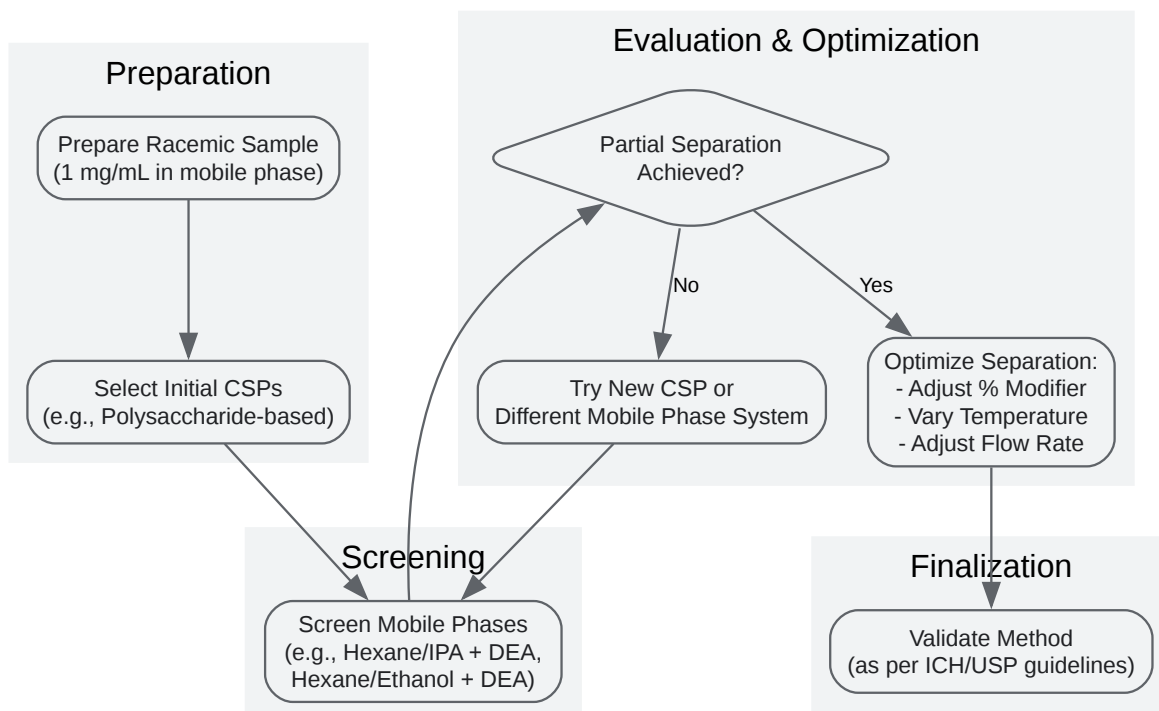 Preparation
Prepare Racemic Sample
(1 mg/mL in mobile phase)
Select Initial CSPs
(e.g., Polysaccharide-based)
Screening
Screen Mobile Phases
(e.g., Hexane/IPA + DEA,
Hexane/Ethanol + DEA)
Evaluation & Optimization
Partial Separation
Achieved?
No
Yes
Try New CSP or
Different Mobile Phase System
Optimize Separation:
- Adjust % Modifier
- Vary Temperature
- Adjust Flow Rate
Finalization
Validate Method
(as per ICH/USP guidelines)